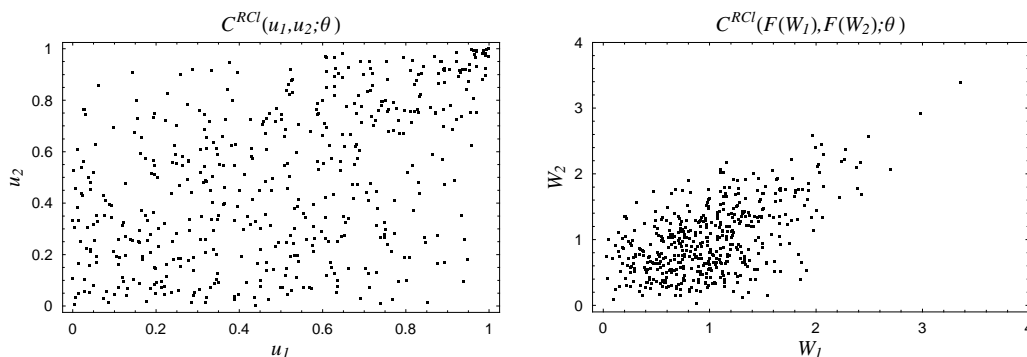 C^{RCl}(u_1,u_2;θ)
1
0.8
0.6
0.4
0.2
0
u_2
0 0.2 0.4 0.6 0.8 1
u_1
C^{RCl}(F(W_1),F(W_2);θ)
4
3
2
1
0
W_2
0 1 2 3 4
W_1